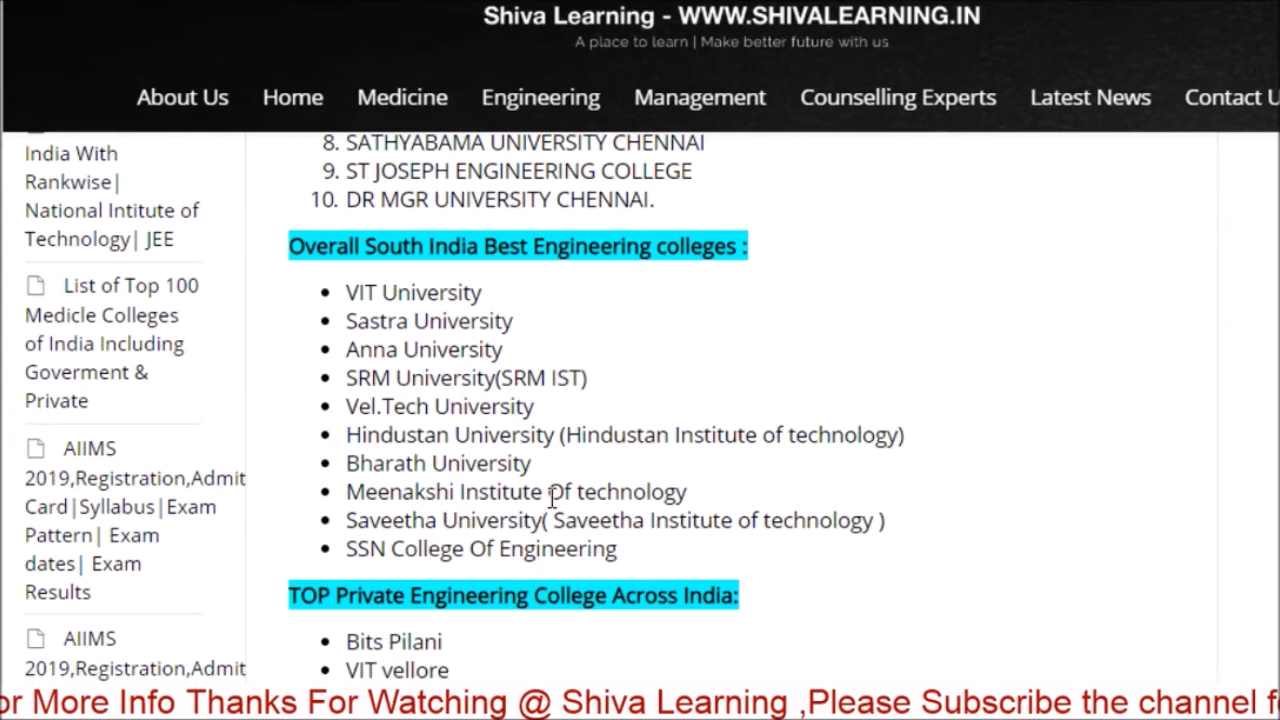 Shiva Learning - WWW.SHIVALEARNING.IN
A place to learn | Make better future with us
About Us Home Medicine Engineering Management Counselling Experts Latest News Contact U
India With
Rankwise|
National Intitute of
Technology| JEE
List of Top 100
Medicle Colleges
of India Including
Goverment &
Private
AIIMS
2019,Registration,Admit
Card|Syllabus|Exam
Pattern| Exam
dates| Exam
Results
AIIMS
2019,Registration,Admit
8. SATHYABAMA UNIVERSITY CHENNAI
9. ST JOSEPH ENGINEERING COLLEGE
10. DR MGR UNIVERSITY CHENNAI.
Overall South India Best Engineering colleges :
VIT University
Sastra University
Anna University
SRM University(SRM IST)
Vel.Tech University
Hindustan University (Hindustan Institute of technology)
Bharath University
Meenakshi Institute Of technology
Saveetha University( Saveetha Institute of technology )
SSN College Of Engineering
TOP Private Engineering College Across India:
Bits Pilani
VIT vellore
or More Info Thanks For Watching @ Shiva Learning ,Please Subscribe the channel f